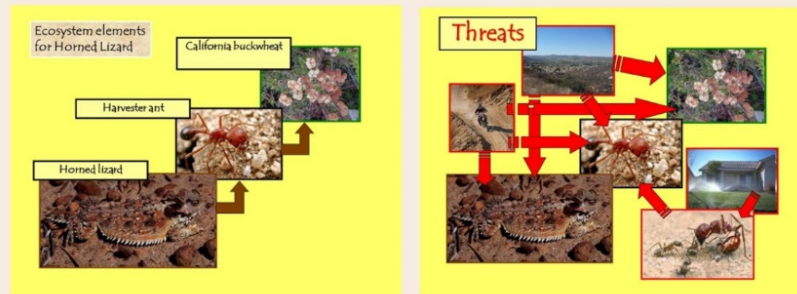 Ecosystem elements
for Horned Lizard
California buckwheat
Harvester ant
Horned lizard
Threats